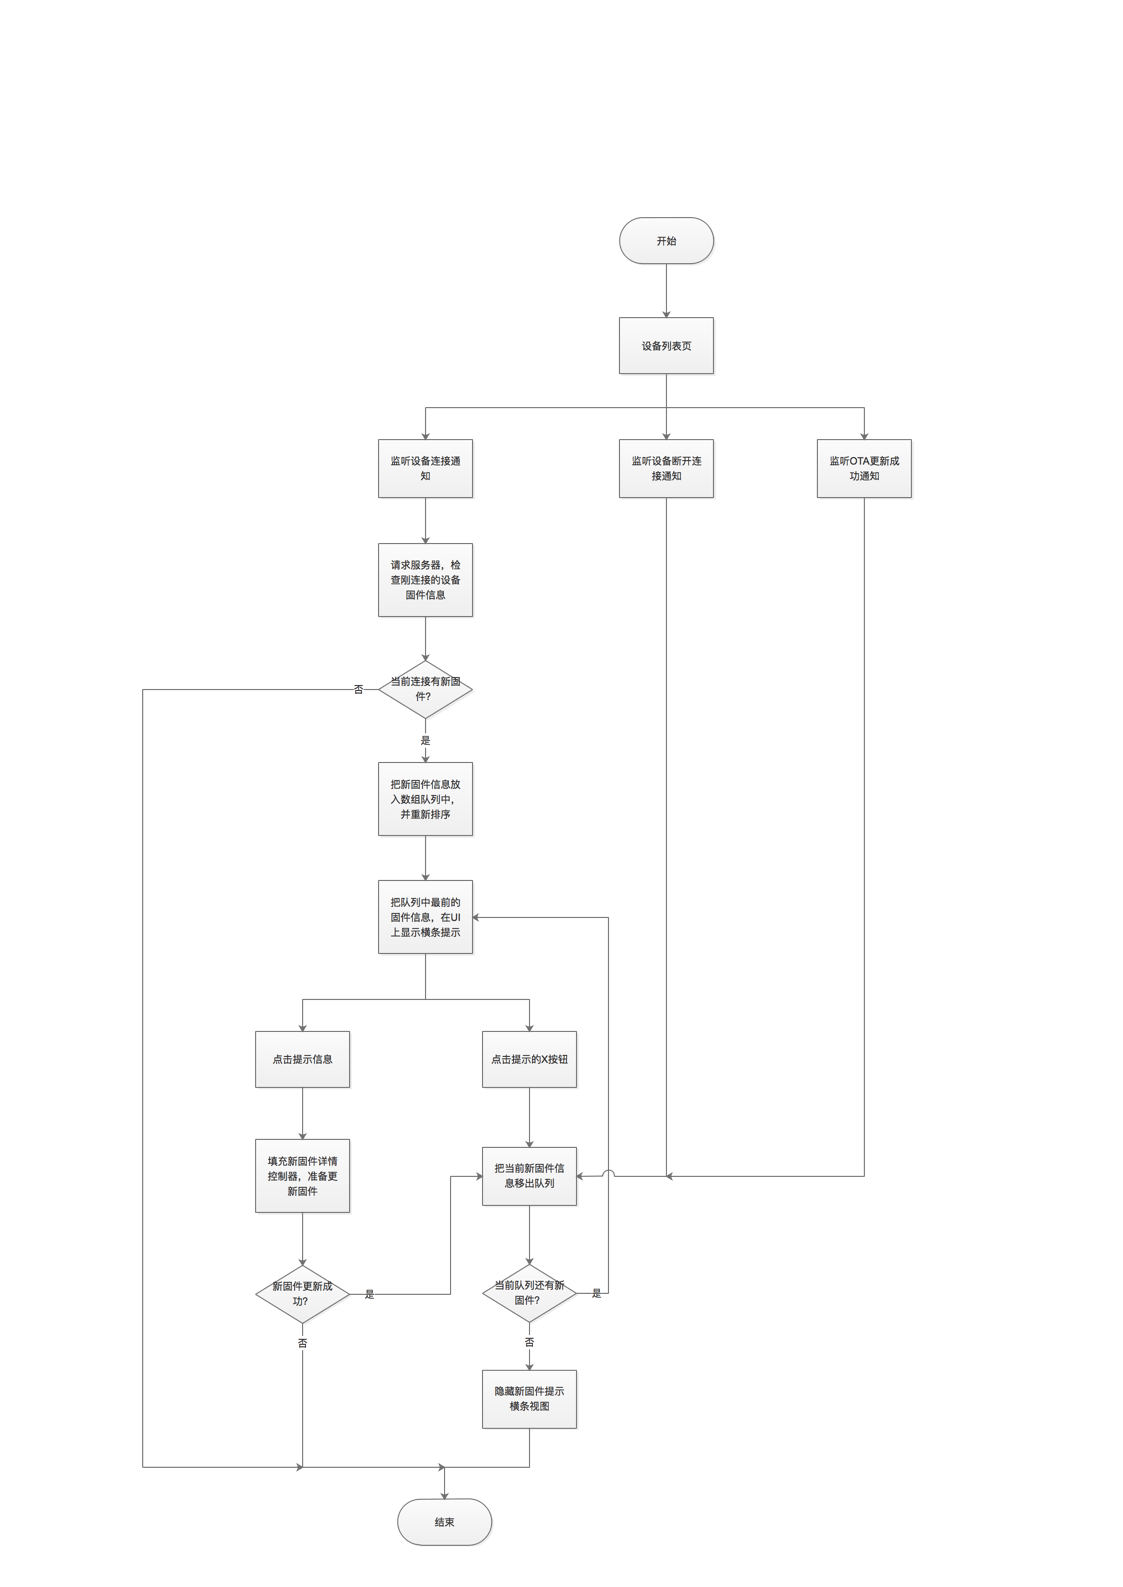 开始
设备列表页
监听设备连接通
知
监听设备断开连
接通知
监听OTA更新成
功通知
请求服务器，检
查刚连接的设备
固件信息
当前连接有新固
件？
否
是
把新固件信息放
入数组队列中，
并重新排序
把队列中最前的
固件信息，在UI
上显示横条提示
点击提示信息
点击提示的X按钮
填充新固件详情
控制器，准备更
新固件
把当前新固件信
息移出队列
新固件更新成
功？
是
当前队列还有新
固件？
是
否
否
隐藏新固件提示
横条视图
结束